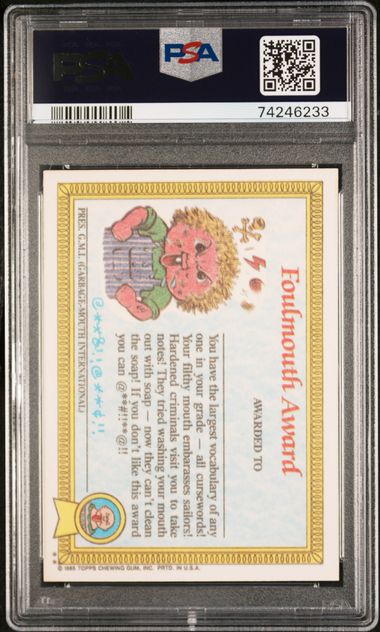 PSA
PSA
74246233
Foulmouth Award
AWARDED TO
You have the largest vocabulary of any
one in your grade — all cursewords!
Your filthy mouth embarasses sailors!
Hardened criminals visit you to take
notes! They tried washing your mouth
out with soap — now they can't clean
the soap! If you don't like this award
you can @**#!!**@!!
@**&!!@**¢!!
PRES. G.M.I. (GARBAGE-MOUTH INTERNATIONAL)
**
© 1985 TOPPS CHEWING GUM, INC. PRTD. IN U.S.A.